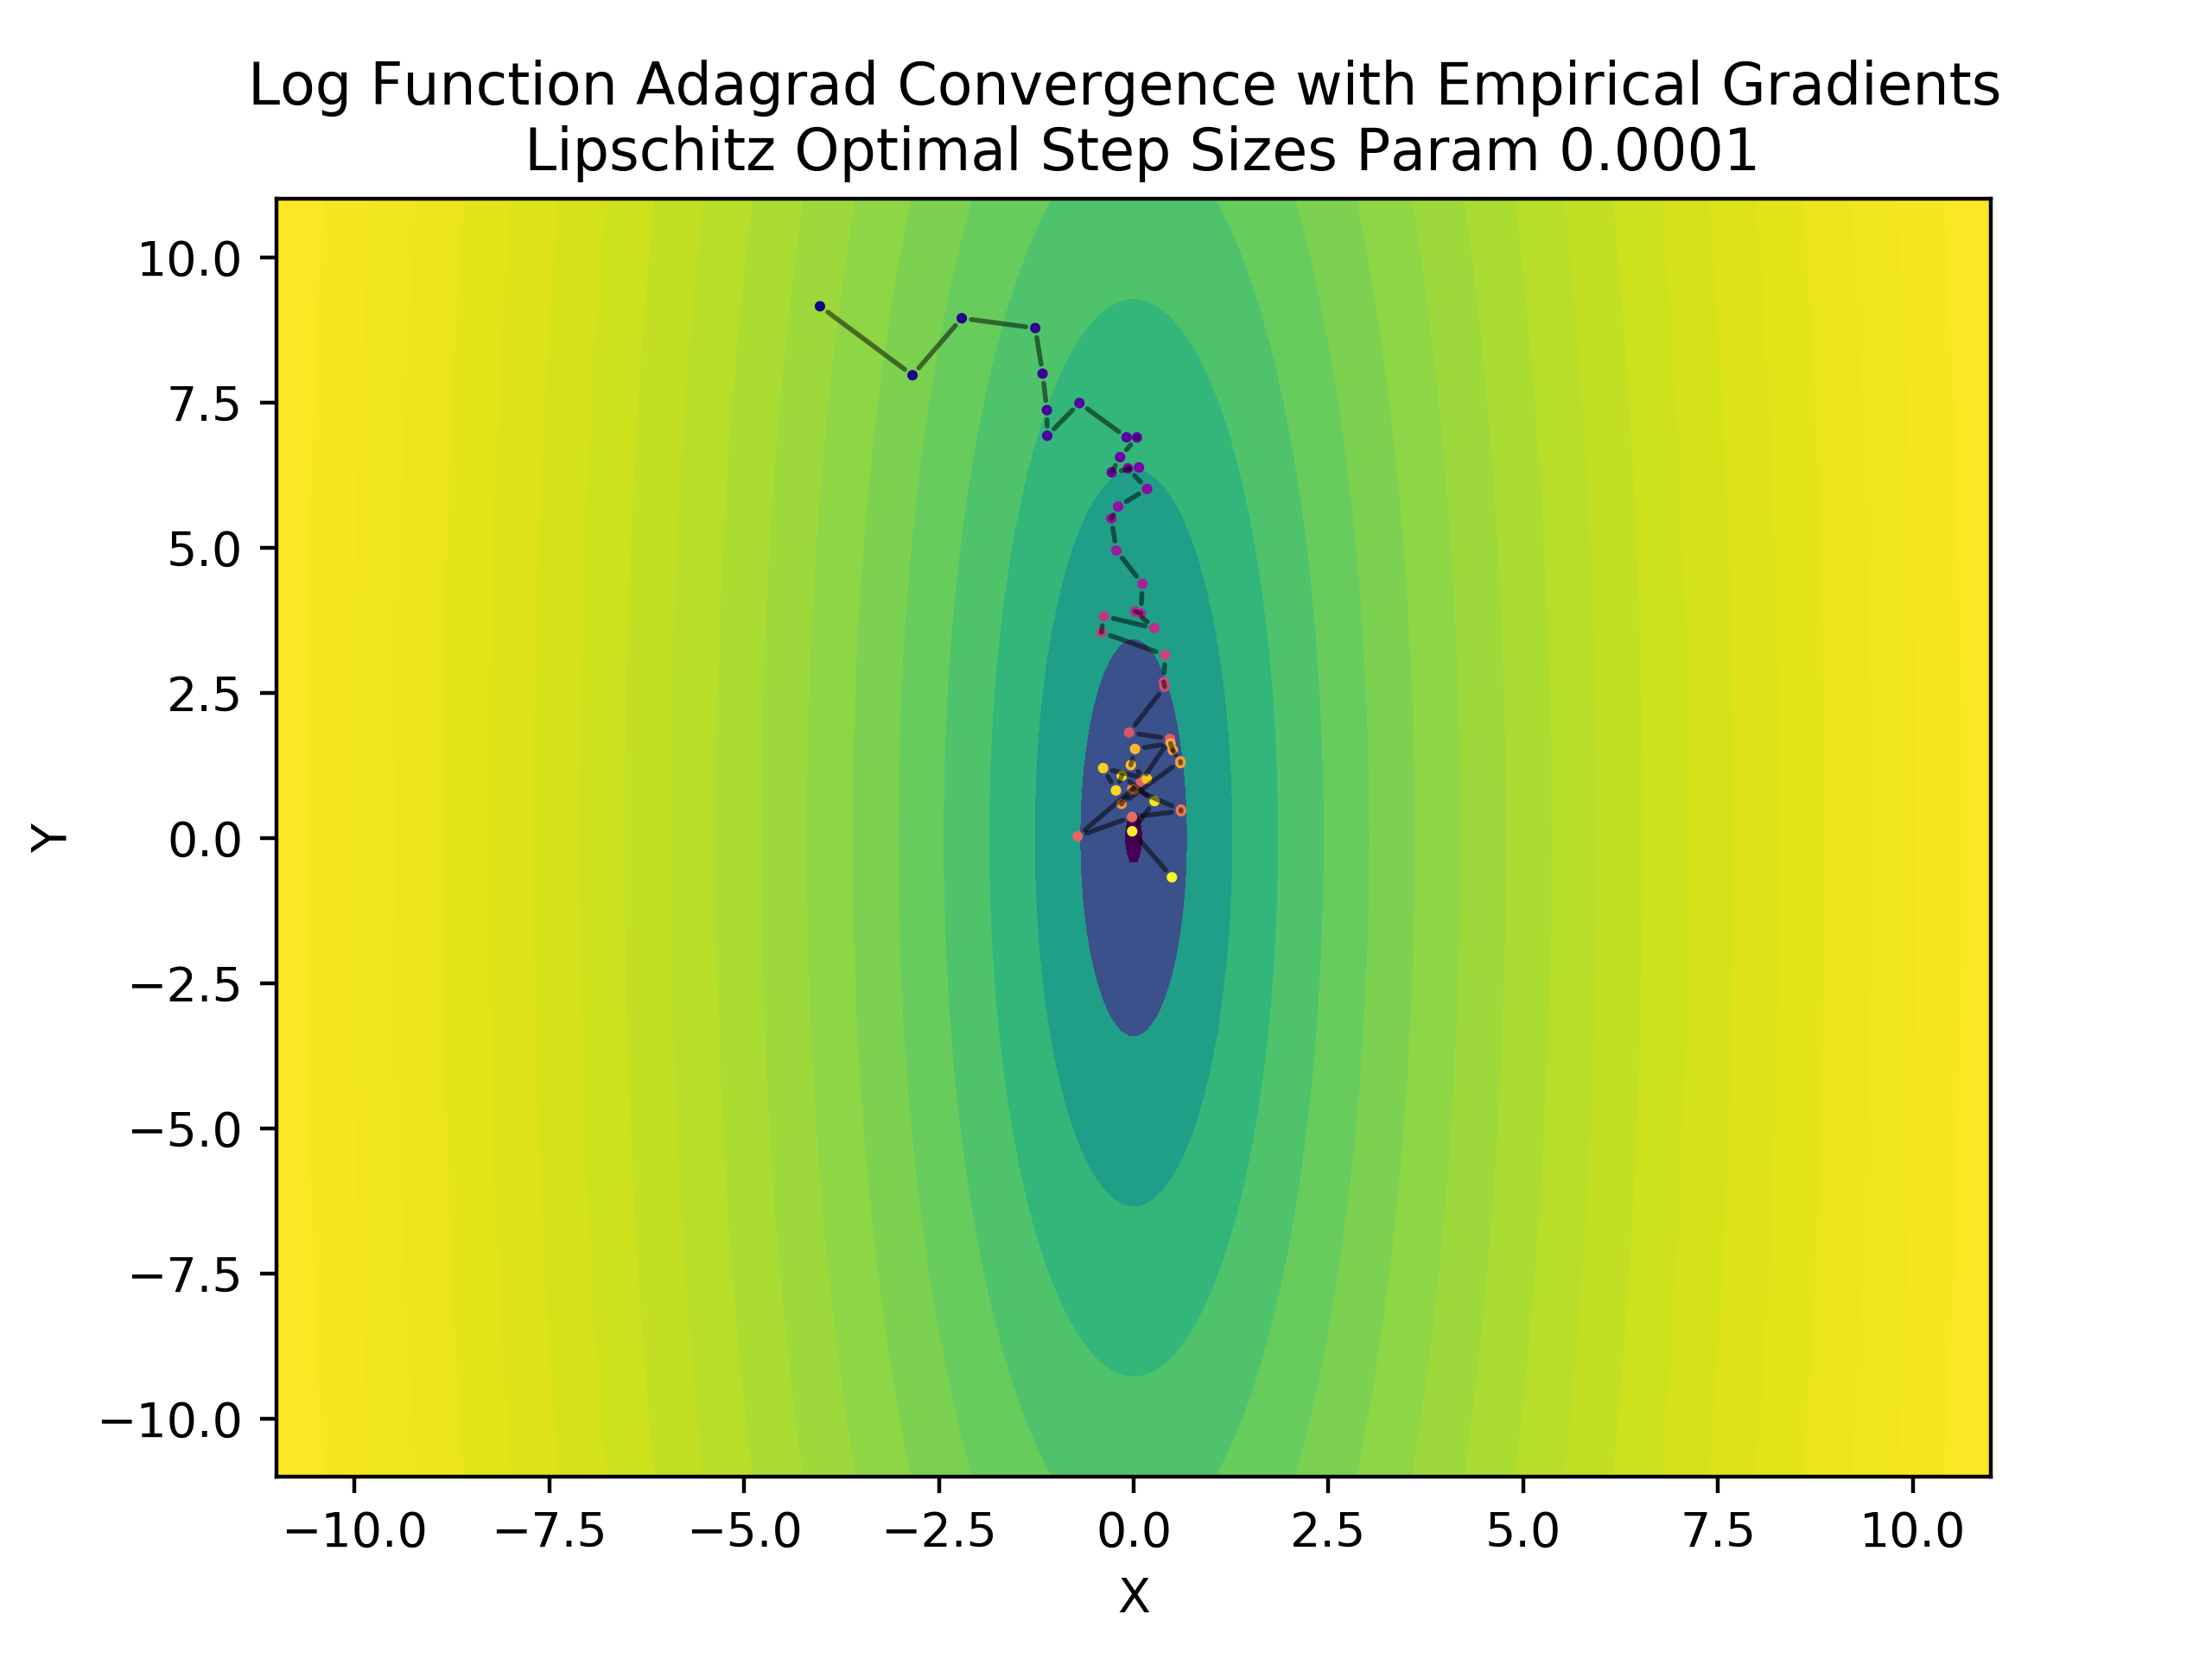 Log Function Adagrad Convergence with Empirical Gradients
Lipschitz Optimal Step Sizes Param 0.0001
10.0
7.5
5.0
2.5
0.0
−2.5
−5.0
−7.5
−10.0
Y
−10.0 −7.5 −5.0 −2.5 0.0 2.5 5.0 7.5 10.0
X